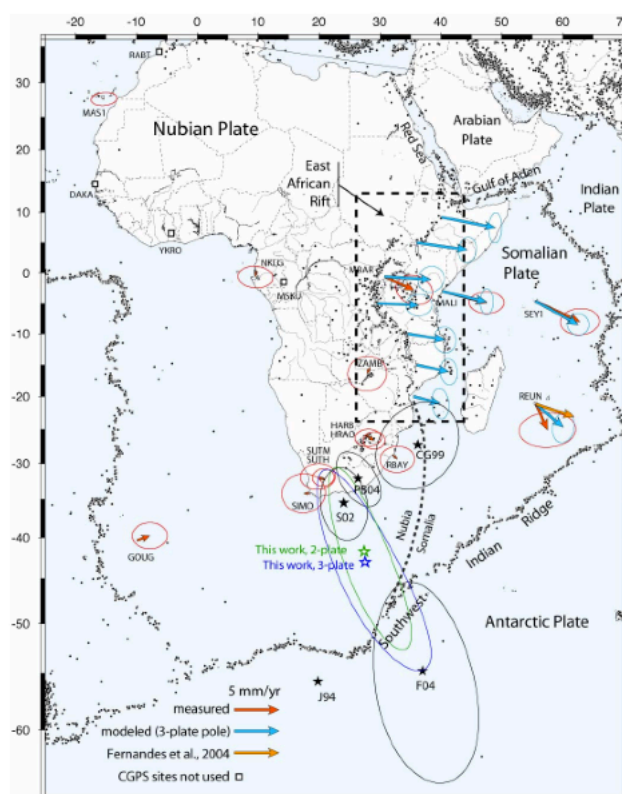 -20 -10 0 10 20 30 40 50 60 70
30
20
10
0
-10
-20
-30
-40
-50
-60
RABT
MAS1
Nubian Plate
Arabian
Plate
Red Sea
East
African
Rift
Gulf of Aden
Indian
Plate
DAKA
YKRO
NKLG
MSKU
MBAR
Somalian
Plate
MALI
SEY1
ZAMB
REUN
HARB
HRAO
CG99
RBAY
SUTM
SUTH
PB04
SIMO
S02
Nubia
Somalia
GOUG
This work, 2-plate
This work, 3-plate
Southwest Indian Ridge
Antarctic Plate
J94
F04
5 mm/yr
measured
modeled (3-plate pole)
Fernandes et al., 2004
CGPS sites not used